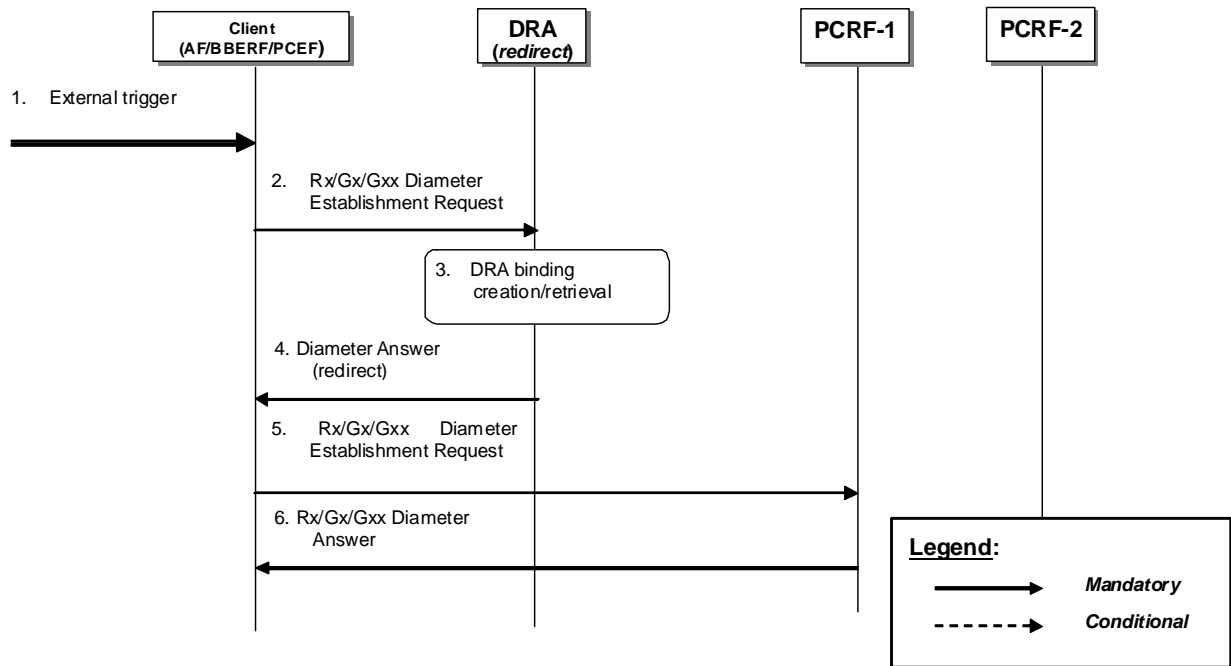 Client
(AF/BBERF/PCEF)
DRA
(redirect)
PCRF-1
PCRF-2
1. External trigger
2. Rx/Gx/Gxx Diameter
Establishment Request
3. DRA binding
creation/retrieval
4. Diameter Answer
(redirect)
5. Rx/Gx/Gxx Diameter
Establishment Request
6. Rx/Gx/Gxx Diameter
Answer
Legend:
Mandatory
Conditional